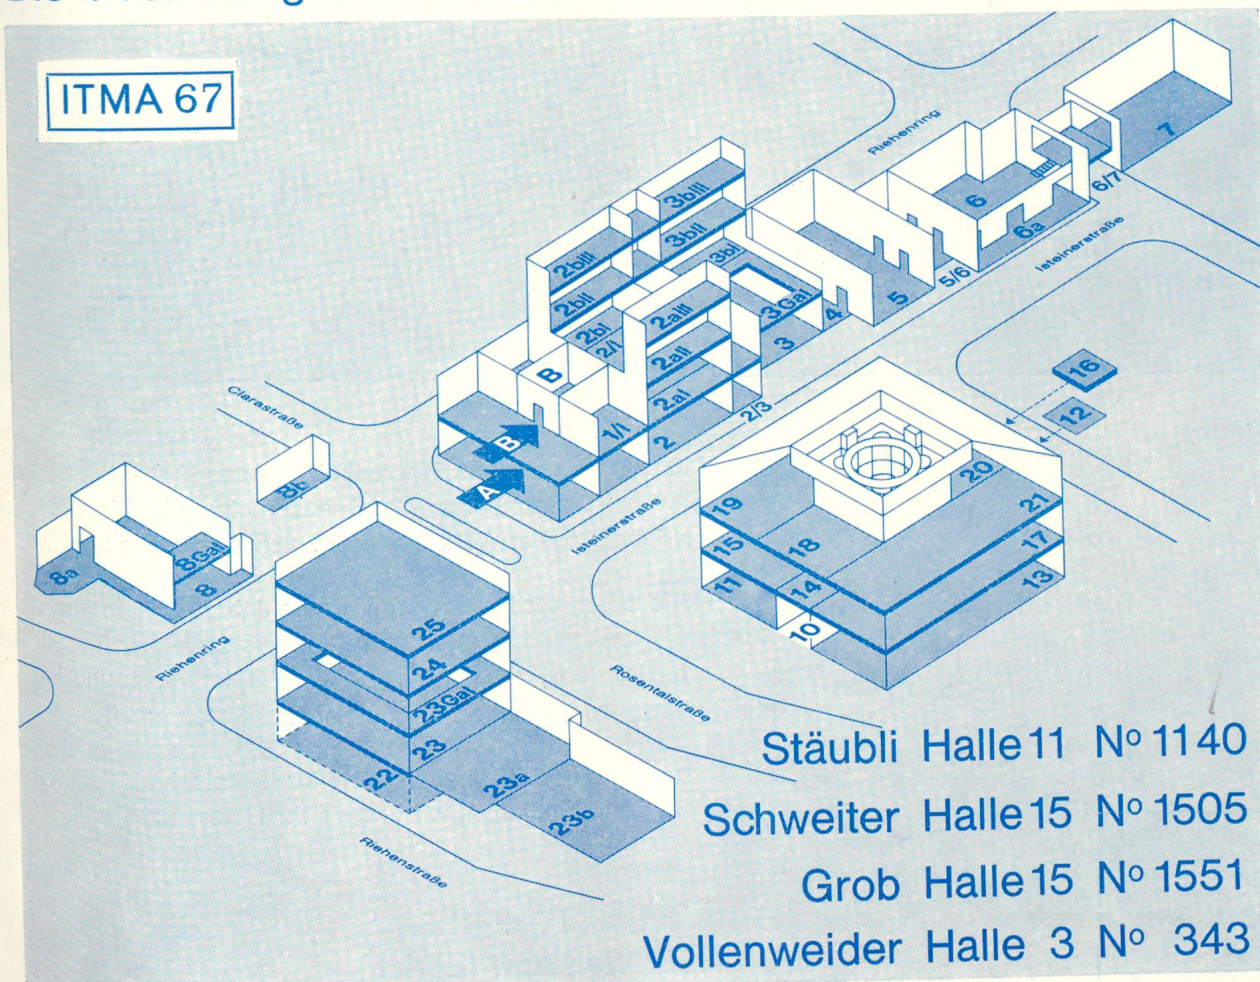 ITMA 67
Riehenring
7
6/7
6
6a
Isteinerstraße
5/6
5
4
3bIII
3bII
3bI
3Gal
3
2bIII
2bII
2bI
2/I
2aIII
2aII
2aI
2/3
2
1/I
B
B
A
16
12
Clarastraße
8b
8a
8Gal
8
Isteinerstraße
20
19
21
18
15
17
14
11
13
10
Riehenring
25
24
23Gal
23
22
23a
23b
Rosentalstraße
Riehenstraße
Stäubli Halle 11 Nº 1140
Schweiter Halle 15 Nº 1505
Grob Halle 15 Nº 1551
Vollenweider Halle 3 Nº 343